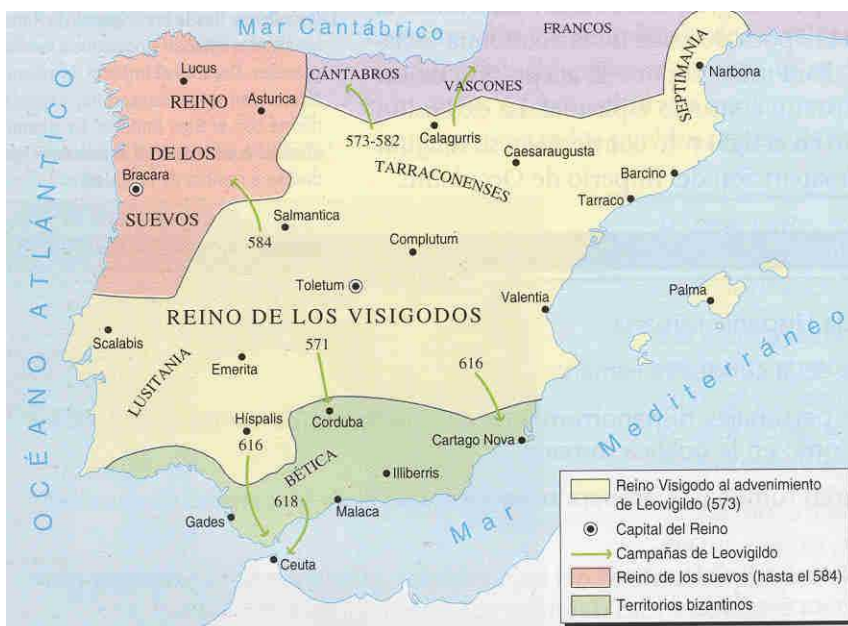 Mar Cantábrico
FRANCOS
OCÉANO ATLÁNTICO
Lucus
REINO
Asturica
DE LOS
Bracara
SUEVOS
CÁNTABROS
VASCONES
573-582
Calagurris
SEPTIMANIA
Narbona
TARRACONENSES
Caesaraugusta
Barcino
Tarraco
584
Salmantica
Complutum
Toletum
REINO DE LOS VISIGODOS
Valentia
Palma
Scalabis
LUSITANIA
Emerita
571
616
Híspalis
616
Corduba
Cartago Nova
BÉTICA
618
Illiberris
Gades
Malaca
Ceuta
Mar Mediterráneo
Reino Visigodo al advenimiento
de Leovigildo (573)
Capital del Reino
Campañas de Leovigildo
Reino de los suevos (hasta el 584)
Territorios bizantinos